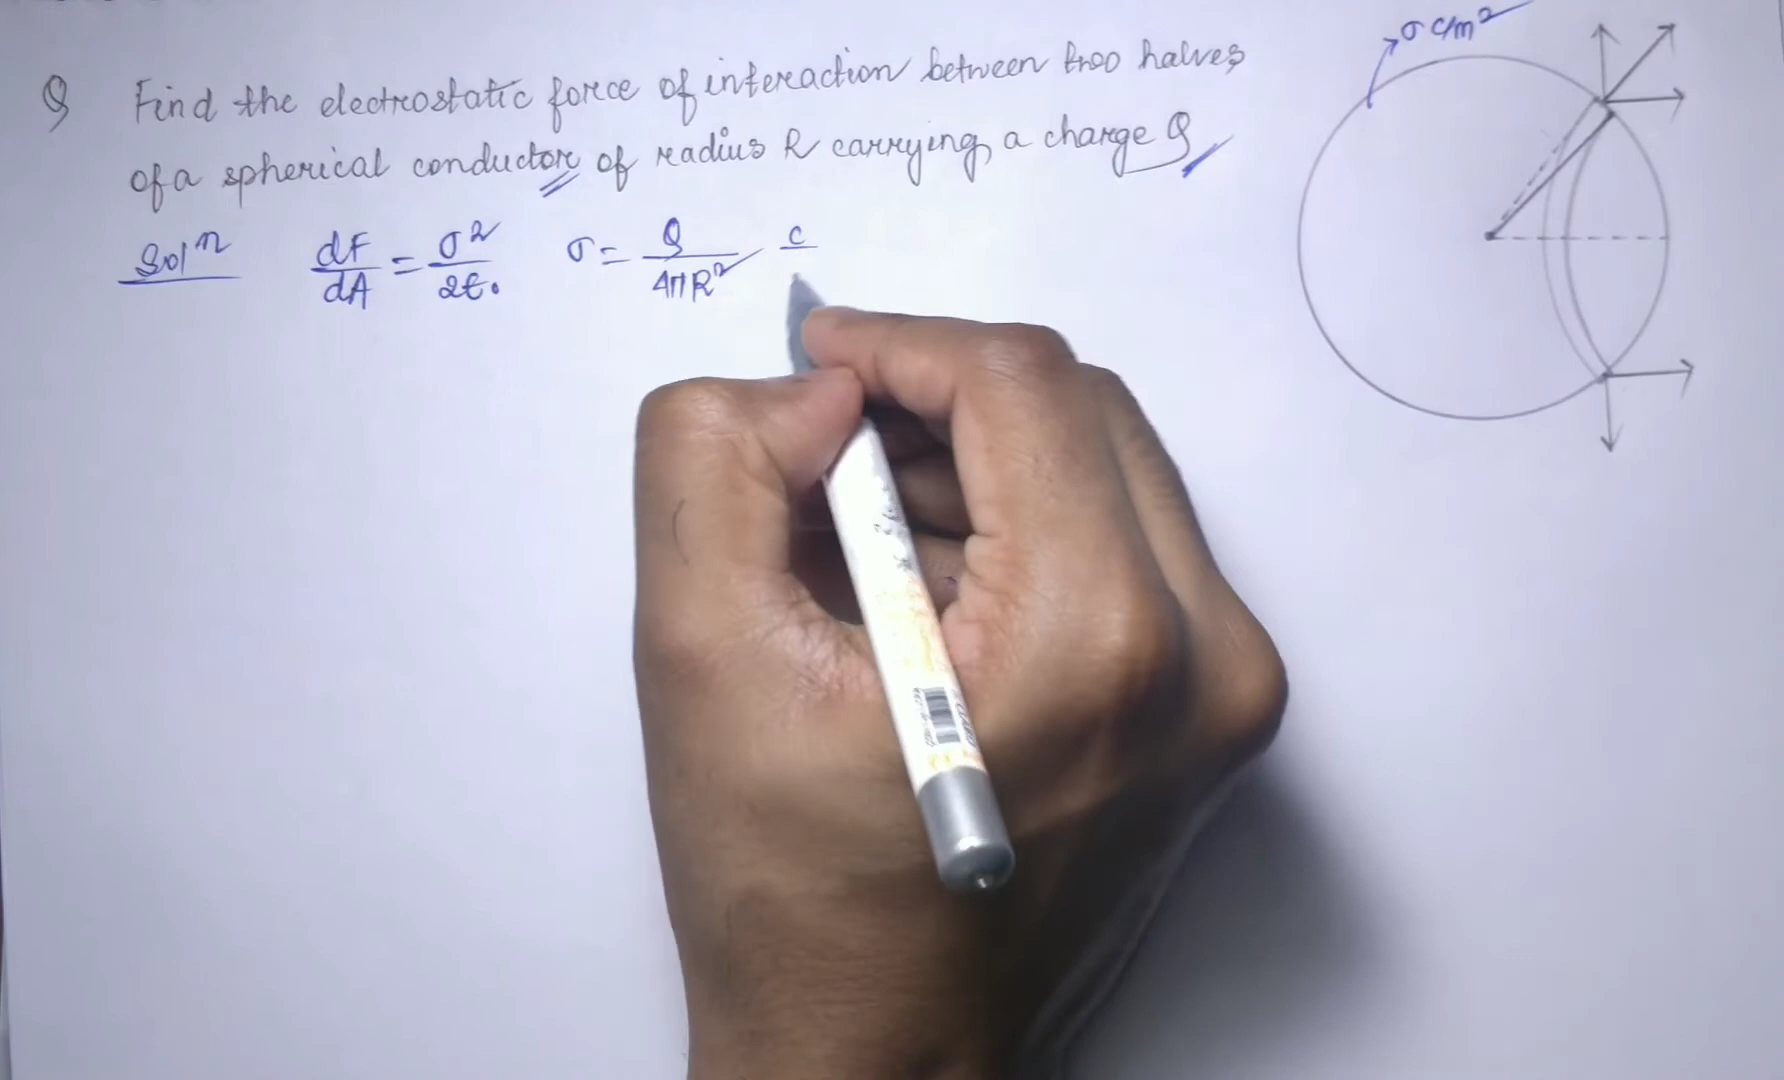 Q Find the electrostatic force of interaction between two halves
of a spherical conductor of radius R carrying a charge Q
Solⁿ dF/dA = σ²/2ε₀ σ = Q/4πR² C
σ C/m²